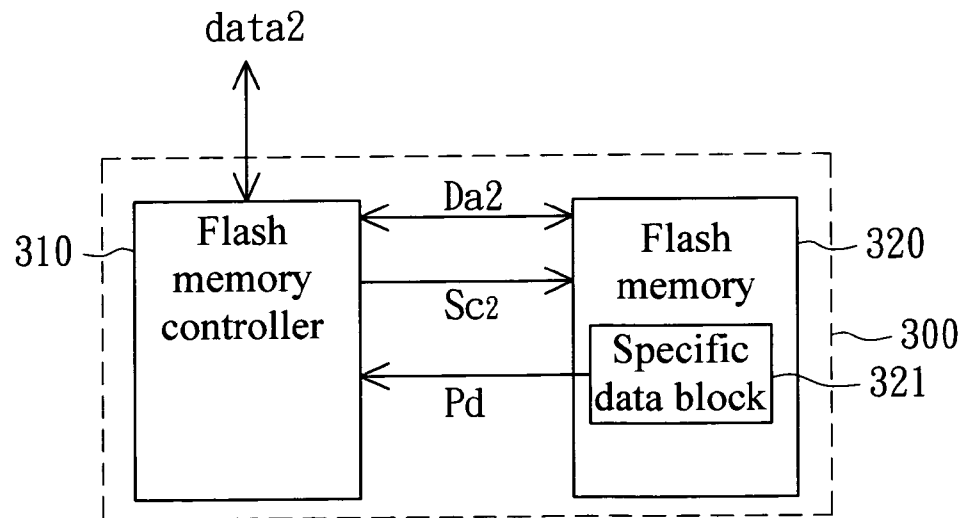 data2
310
Flash
memory
controller
Da2
Sc2
Pd
Flash
memory
Specific
data block
320
300
321